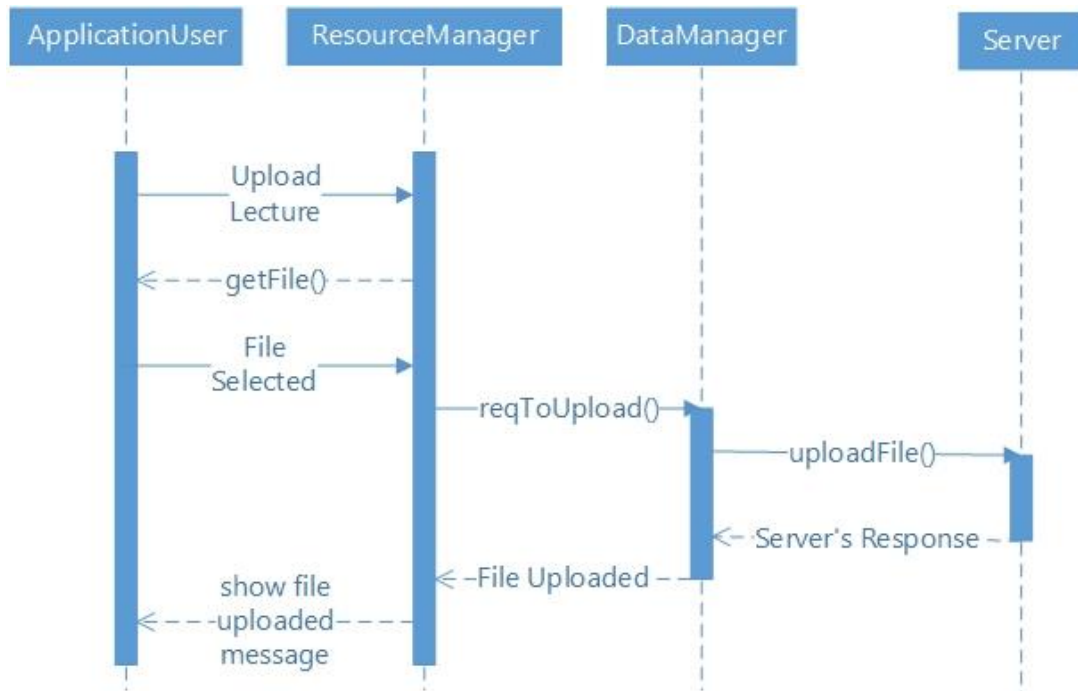 ApplicationUser
ResourceManager
DataManager
Server
Upload
Lecture
getFile()
File
Selected
reqToUpload()
uploadFile()
Server's Response
File Uploaded
show file
uploaded
message